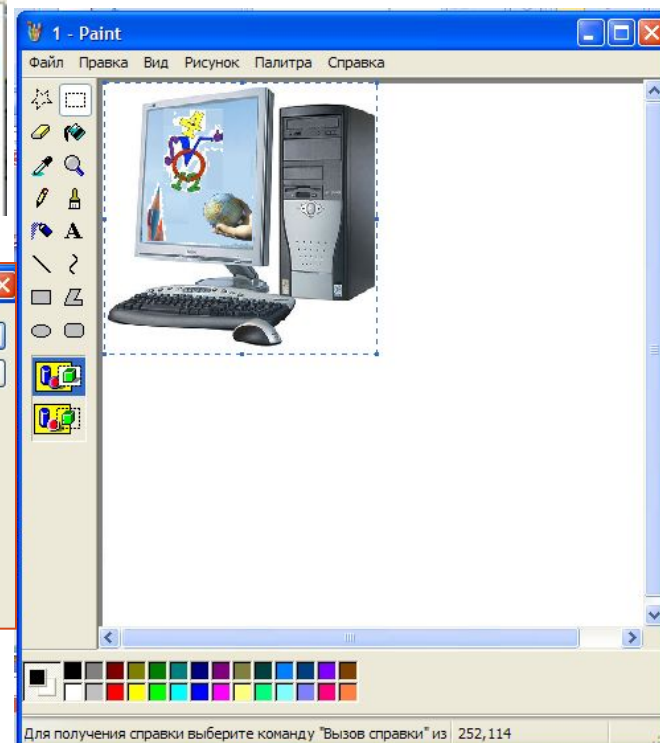 1 - Paint
Файл Правка Вид Рисунок Палитра Справка
A
Для получения справки выберите команду "Вызов справки" из 252,114